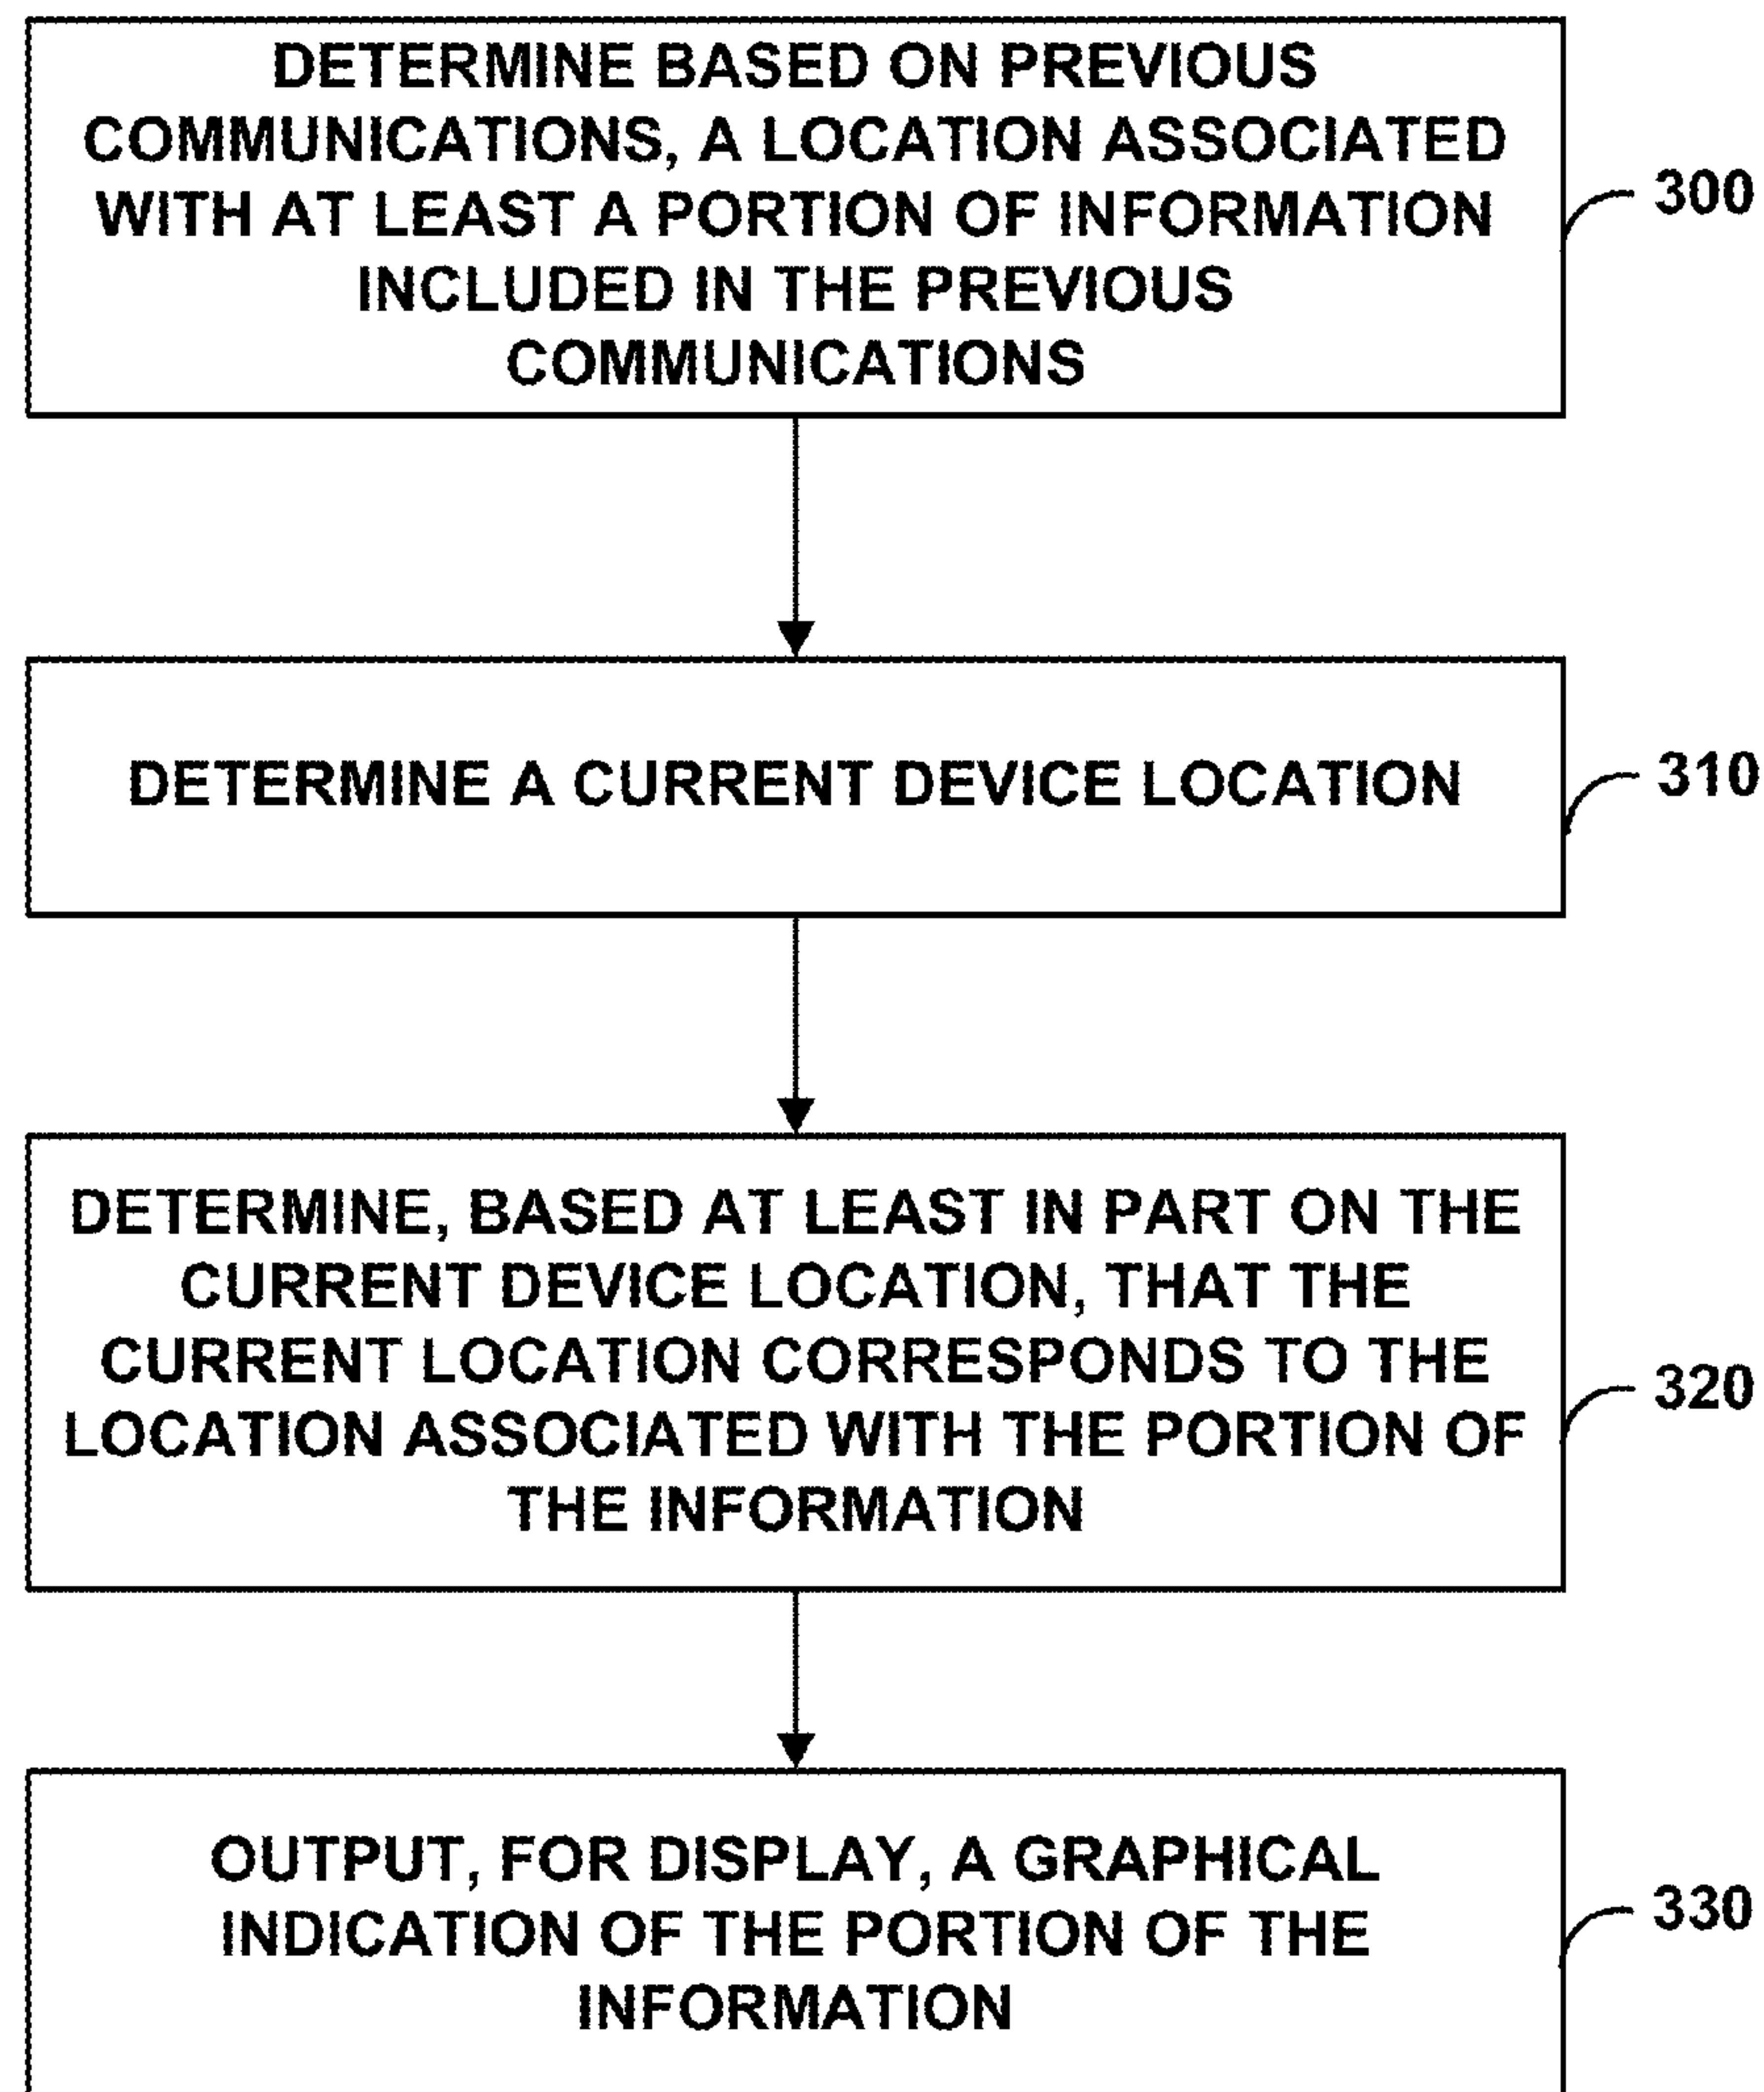 DETERMINE BASED ON PREVIOUS
COMMUNICATIONS, A LOCATION ASSOCIATED
WITH AT LEAST A PORTION OF INFORMATION
INCLUDED IN THE PREVIOUS
COMMUNICATIONS
300
DETERMINE A CURRENT DEVICE LOCATION
310
DETERMINE, BASED AT LEAST IN PART ON THE
CURRENT DEVICE LOCATION, THAT THE
CURRENT LOCATION CORRESPONDS TO THE
LOCATION ASSOCIATED WITH THE PORTION OF
THE INFORMATION
320
OUTPUT, FOR DISPLAY, A GRAPHICAL
INDICATION OF THE PORTION OF THE
INFORMATION
330